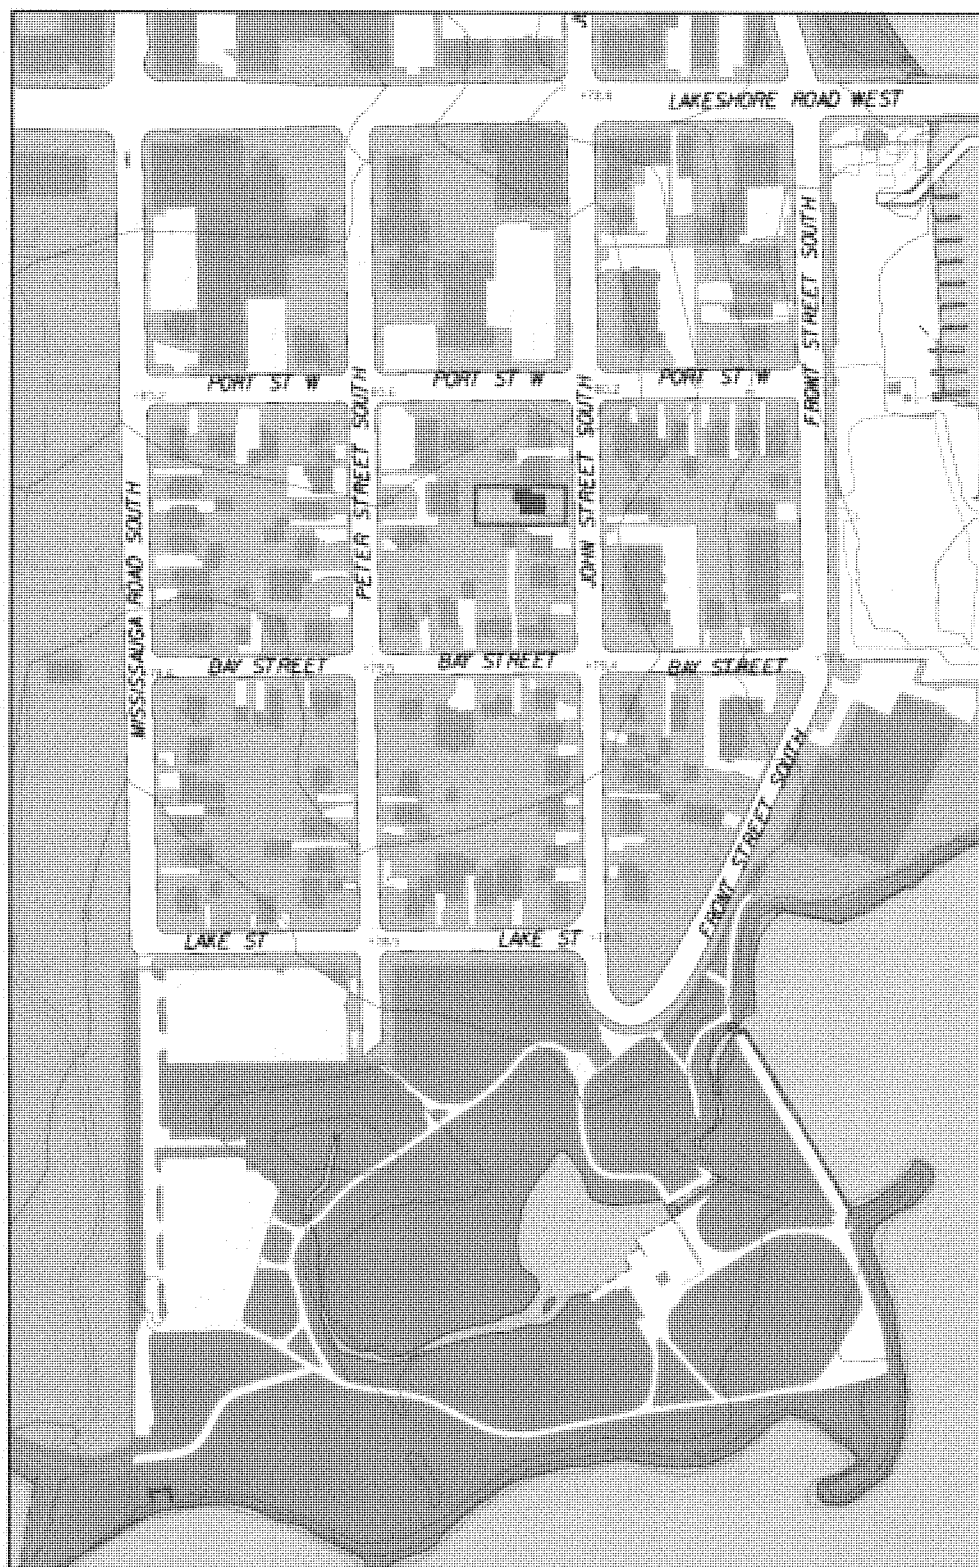 LAKESHORE ROAD WEST
FRONT STREET SOUTH
PORT ST W
PORT ST W
PORT ST W
MISSISSAUGA ROAD SOUTH
PETER STREET SOUTH
JOHN STREET SOUTH
BAY STREET
BAY STREET
BAY STREET
FRONT STREET SOUTH
LAKE ST
LAKE ST